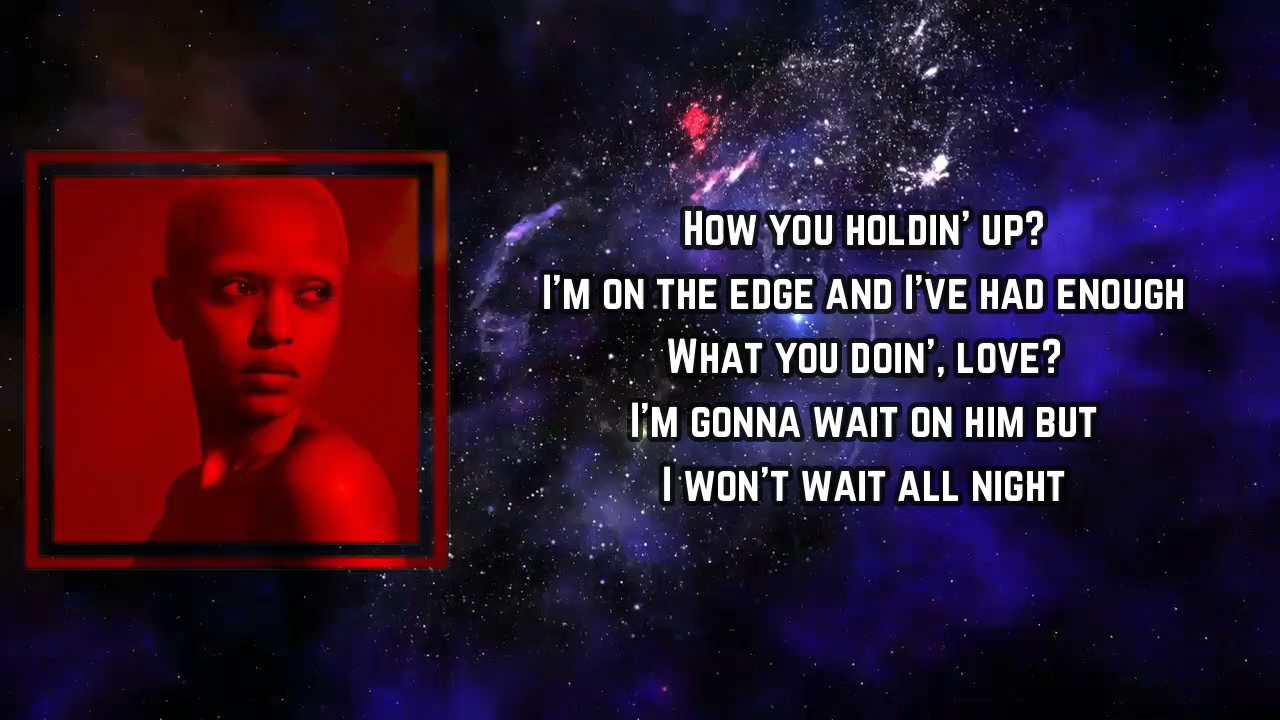 How you holdin' up?
I'm on the edge and I've had enough
What you doin', love?
I'm gonna wait on him but
I won't wait all night